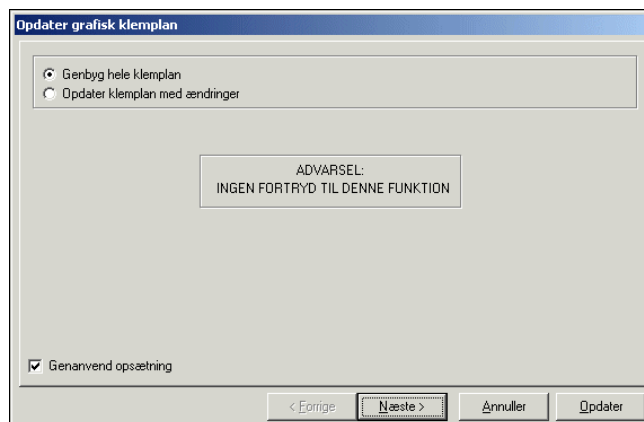 Opdater grafisk klemplan
Genbyg hele klemplan
Opdater klemplan med ændringer
ADVARSEL:
INGEN FORTRYD TIL DENNE FUNKTION
Genanvend opsætning
< Forrige
Næste >
Annuller
Opdater